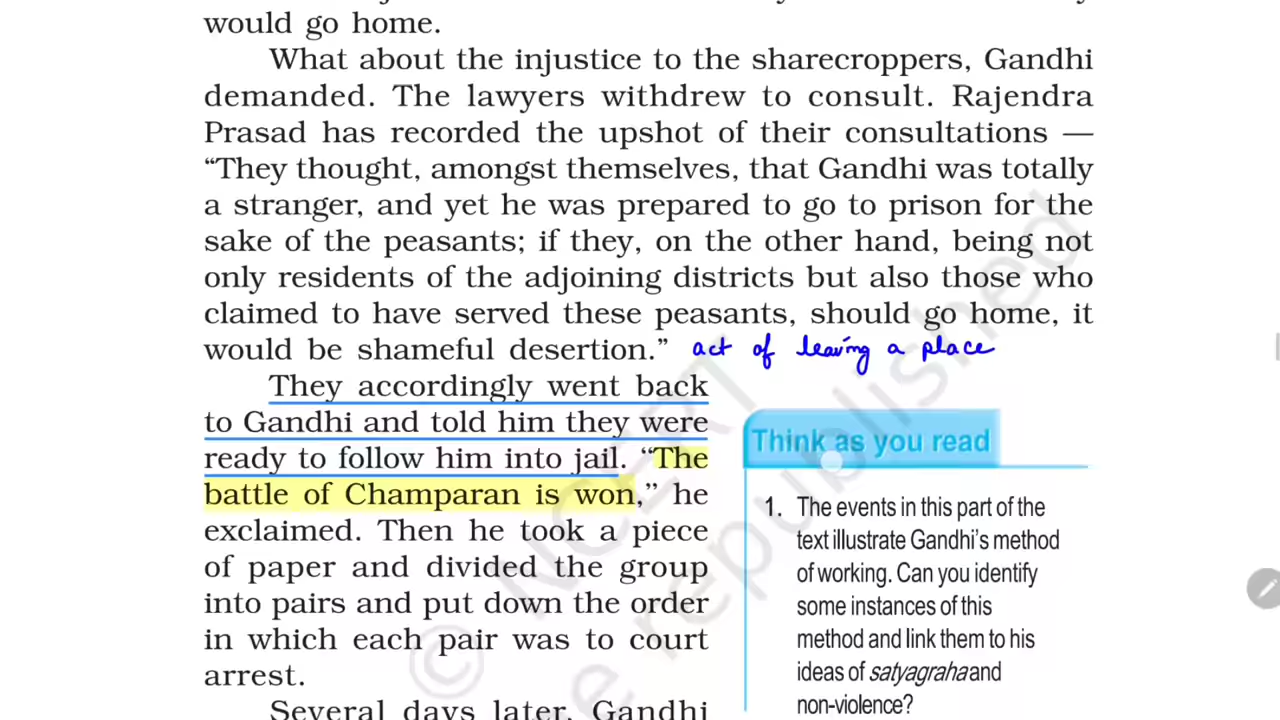 would go home.
What about the injustice to the sharecroppers, Gandhi
demanded. The lawyers withdrew to consult. Rajendra
Prasad has recorded the upshot of their consultations —
“They thought, amongst themselves, that Gandhi was totally
a stranger, and yet he was prepared to go to prison for the
sake of the peasants; if they, on the other hand, being not
only residents of the adjoining districts but also those who
claimed to have served these peasants, should go home, it
would be shameful desertion.” act of leaving a place
They accordingly went back
to Gandhi and told him they were
ready to follow him into jail. “The
battle of Champaran is won,” he
exclaimed. Then he took a piece
of paper and divided the group
into pairs and put down the order
in which each pair was to court
arrest.
Several days later, Gandhi
Think as you read
1. The events in this part of the
text illustrate Gandhi’s method
of working. Can you identify
some instances of this
method and link them to his
ideas of satyagraha and
non-violence?
© NCERT
be republished